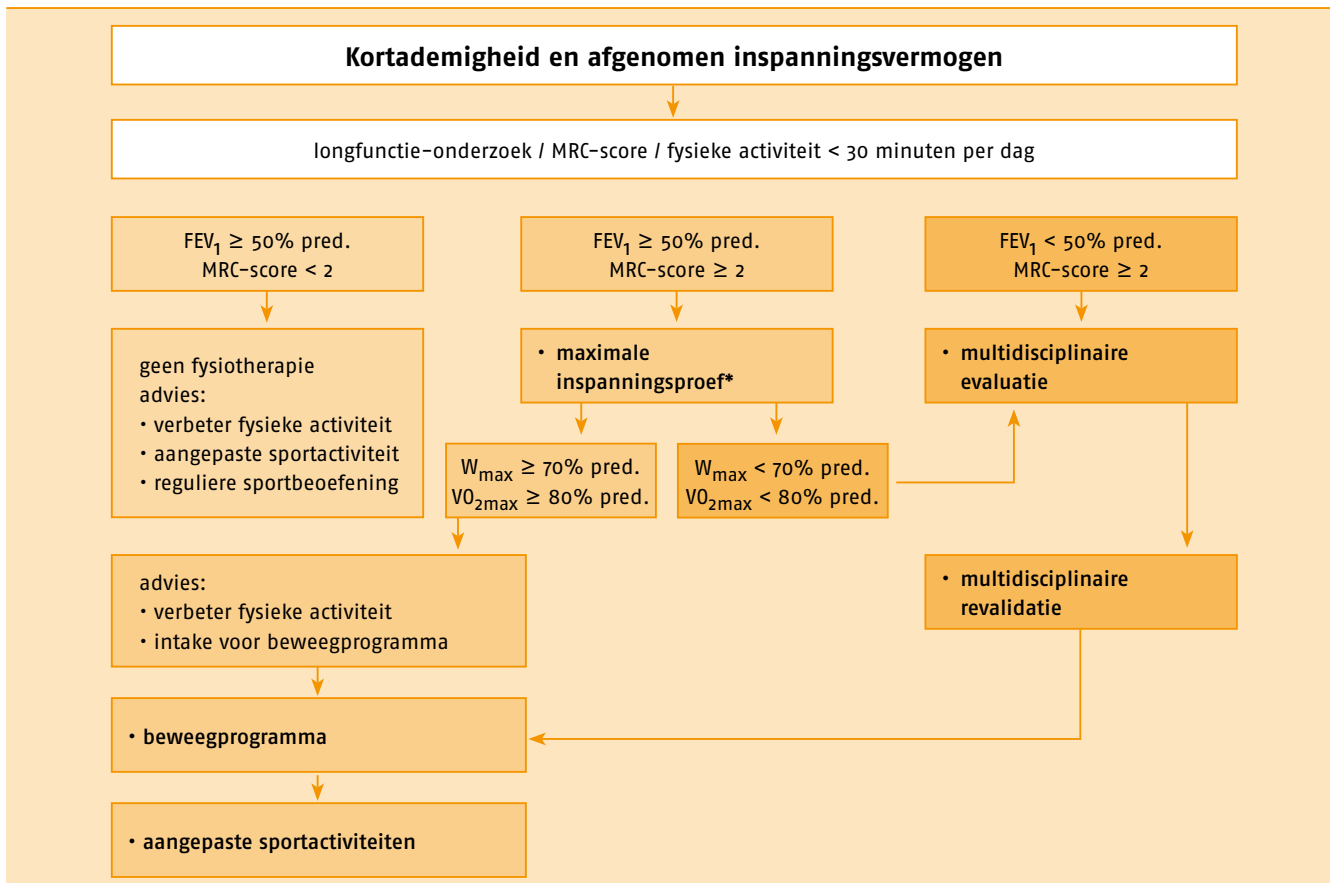 Kortademigheid en afgenomen inspanningsvermogen
longfunctie-onderzoek / MRC-score / fysieke activiteit < 30 minuten per dag
FEV₁ ≥ 50% pred.
MRC-score < 2
FEV₁ ≥ 50% pred.
MRC-score ≥ 2
FEV₁ < 50% pred.
MRC-score ≥ 2
geen fysiotherapie
advies:
• verbeter fysieke activiteit
• aangepaste sportactiviteit
• reguliere sportbeoefening
• maximale
inspanningsproef*
• multidisciplinaire
evaluatie
Wmax ≥ 70% pred.
VO₂max ≥ 80% pred.
Wmax < 70% pred.
VO₂max < 80% pred.
advies:
• verbeter fysieke activiteit
• intake voor beweegprogramma
• multidisciplinaire
revalidatie
• beweegprogramma
• aangepaste sportactiviteiten